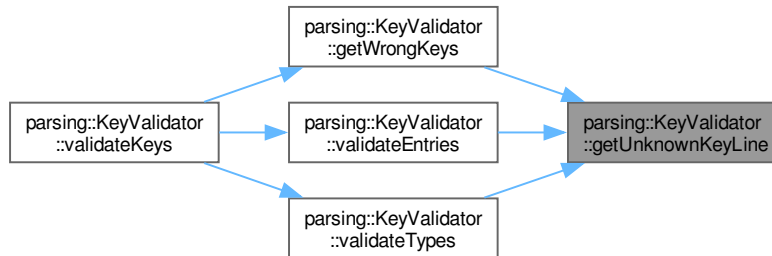 parsing::KeyValidator
::getWrongKeys
parsing::KeyValidator
::validateKeys
parsing::KeyValidator
::validateEntries
parsing::KeyValidator
::getUnknownKeyLine
parsing::KeyValidator
::validateTypes